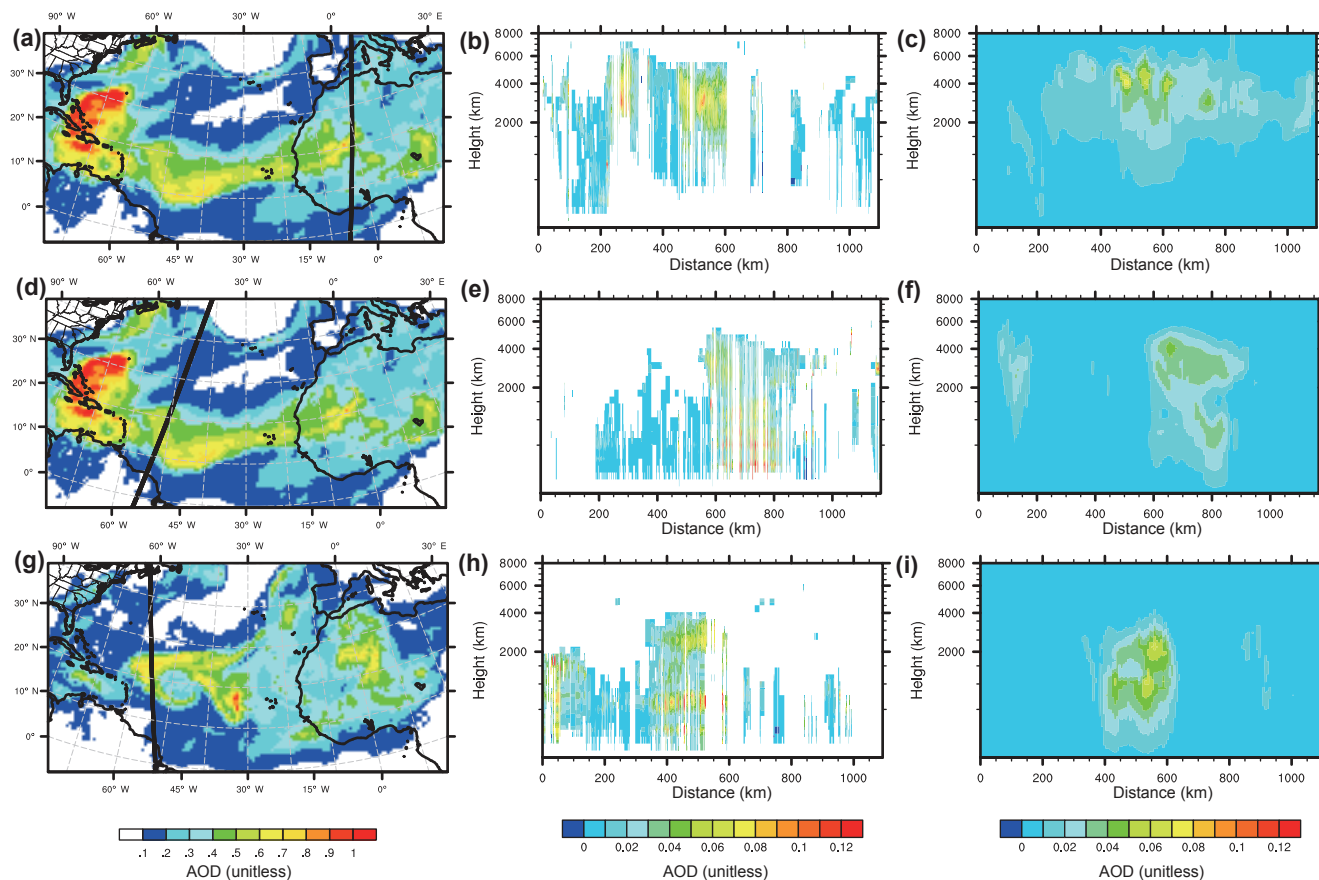 90° W 60° W 30° W 0° 30° E
(a)
30° N
20° N
10° N
0°
60° W 45° W 30° W 15° W 0°
(b)
8000
6000
4000
2000
Height (km)
0 200 400 600 800 1000
Distance (km)
(c)
8000
6000
4000
2000
Height (km)
0 200 400 600 800 1000
Distance (km)
90° W 60° W 30° W 0° 30° E
(d)
30° N
20° N
10° N
0°
60° W 45° W 30° W 15° W 0°
(e)
8000
6000
4000
2000
Height (km)
0 200 400 600 800 1000
Distance (km)
(f)
8000
6000
4000
2000
Height (km)
0 200 400 600 800 1000
Distance (km)
90° W 60° W 30° W 0° 30° E
(g)
30° N
20° N
10° N
0°
60° W 45° W 30° W 15° W 0°
(h)
8000
6000
4000
2000
Height (km)
0 200 400 600 800 1000
Distance (km)
(i)
8000
6000
4000
2000
Height (km)
0 200 400 600 800 1000
Distance (km)
.1 .2 .3 .4 .5 .6 .7 .8 .9 1
AOD (unitless)
0 0.02 0.04 0.06 0.08 0.1 0.12
AOD (unitless)
0 0.02 0.04 0.06 0.08 0.1 0.12
AOD (unitless)